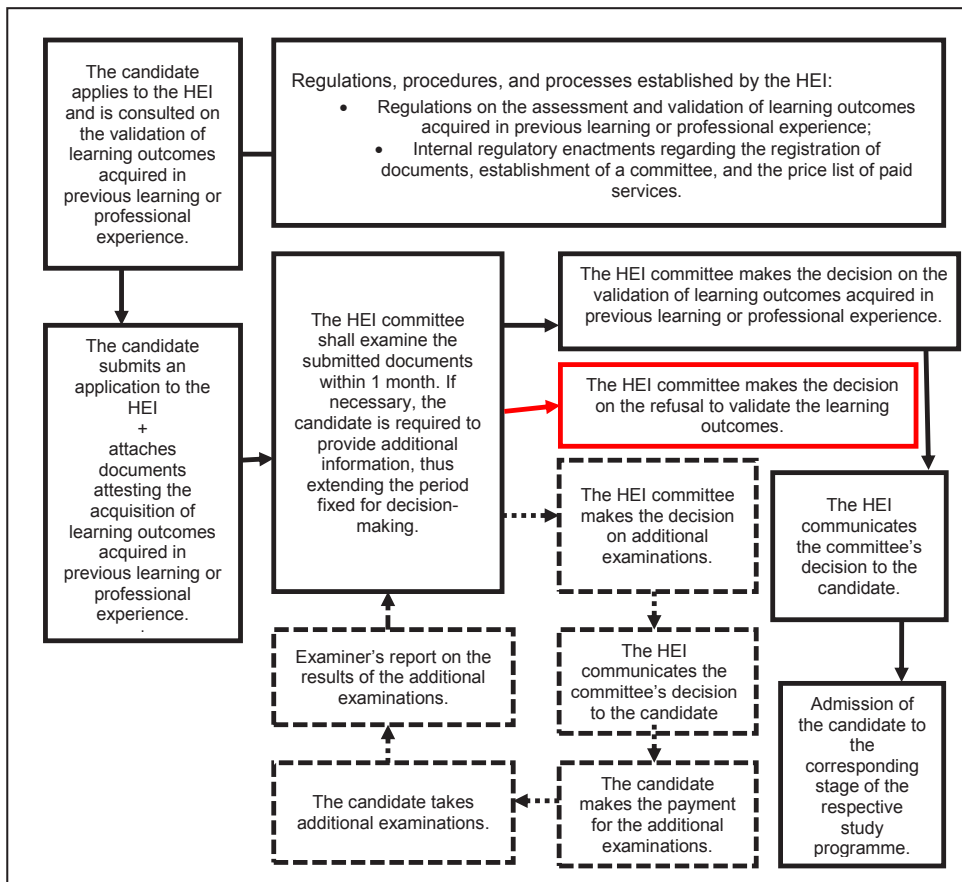 The candidate
applies to the HEI
and is consulted on
the validation of
learning outcomes
acquired in
previous learning or
professional
experience.
Regulations, procedures, and processes established by the HEI:
• Regulations on the assessment and validation of learning outcomes
acquired in previous learning or professional experience;
• Internal regulatory enactments regarding the registration of
documents, establishment of a committee, and the price list of paid
services.
The candidate
submits an
application to the
HEI
+
attaches
documents
attesting the
acquisition of
learning outcomes
acquired in
previous learning or
professional
experience.
.
The HEI committee
shall examine the
submitted documents
within 1 month. If
necessary, the
candidate is required to
provide additional
information, thus
extending the period
fixed for decision-
making.
The HEI committee makes the decision on the
validation of learning outcomes acquired in
previous learning or professional experience.
The HEI committee makes the decision
on the refusal to validate the learning
outcomes.
The HEI committee
makes the decision
on additional
examinations.
The HEI
communicates
the committee's
decision to the
candidate.
Examiner's report on the
results of the additional
examinations.
The HEI
communicates the
committee's decision
to the candidate
Admission of
the candidate to
the
corresponding
stage of the
respective
study
programme.
The candidate takes
additional examinations.
The candidate
makes the payment
for the additional
examinations.